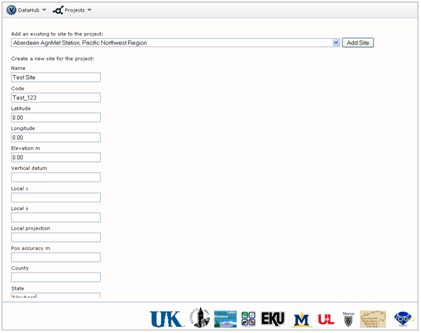 DataHub Projects
Add an existing to site to the project:
Aberdeen AgriMet Station, Pacific Northwest Region Add Site
Create a new site for the project:
Name
Test Site
Code
Test_123
Latitude
0.00
Longitude
0.00
Elevation m
0.00
Vertical datum
Local x
Local y
Local projection
Pos accuracy m
County
State
UK EKU M UL